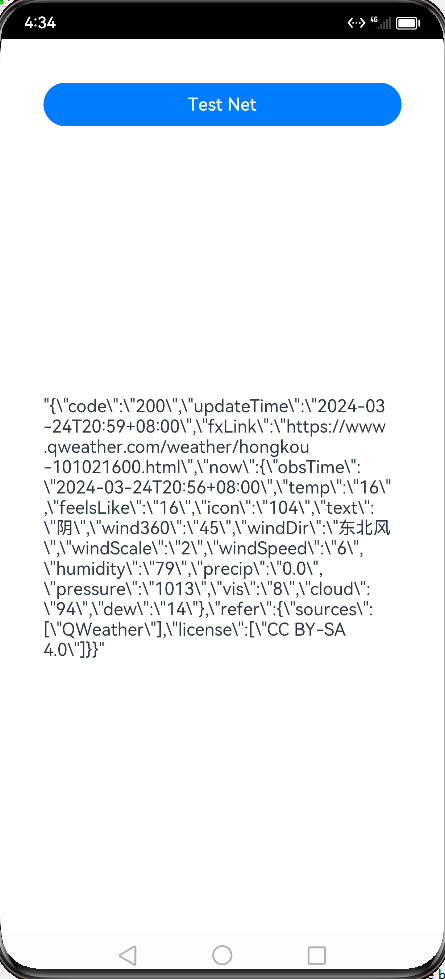 4:34
4G
Test Net
"{\"code\":\"200\",\"updateTime\":\"2024-03
-24T20:59+08:00\",\"fxLink\":\"https://www
.qweather.com/weather/hongkou
-101021600.html\",\"now\":{\"obsTime\":
\"2024-03-24T20:56+08:00\",\"temp\":\"16\"
,\"feelsLike\":\"16\",\"icon\":\"104\",\"text\":
\"阴\",\"wind360\":\"45\",\"windDir\":\"东北风
\",\"windScale\":\"2\",\"windSpeed\":\"6\",
\"humidity\":\"79\",\"precip\":\"0.0\",
\"pressure\":\"1013\",\"vis\":\"8\",\"cloud\":
\"94\",\"dew\":\"14\"},\"refer\":{\"sources\":
[\"QWeather\"],\"license\":[\"CC BY-SA
4.0\"]}}"